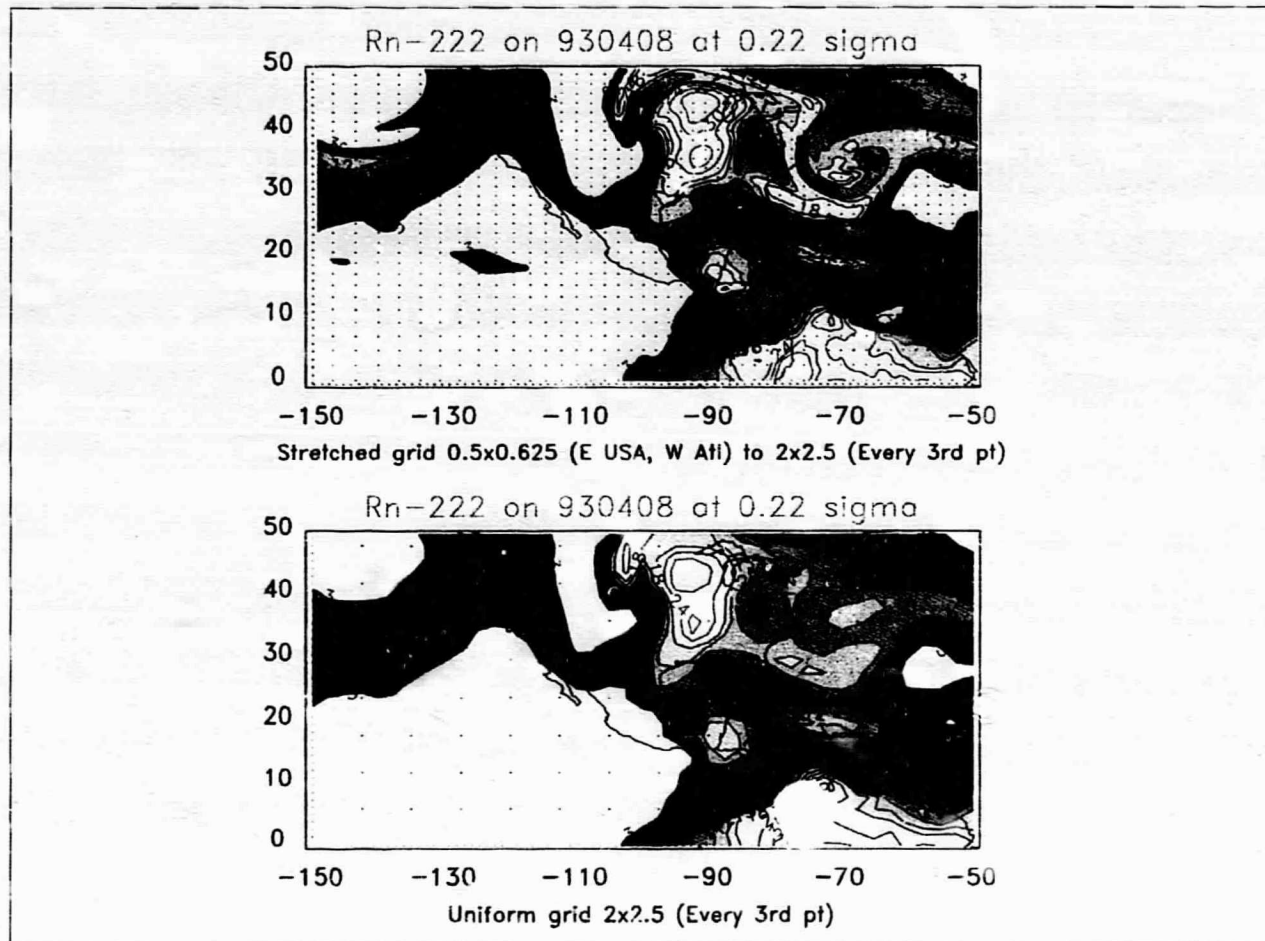 Rn-222 on 930408 at 0.22 sigma
50
40
30
20
10
0
18
-150 -130 -110 -90 -70 -50
Stretched grid 0.5x0.625 (E USA, W Atl) to 2x2.5 (Every 3rd pt)
Rn-222 on 930408 at 0.22 sigma
50
40
30
20
10
0
-150 -130 -110 -90 -70 -50
Uniform grid 2x2.5 (Every 3rd pt)